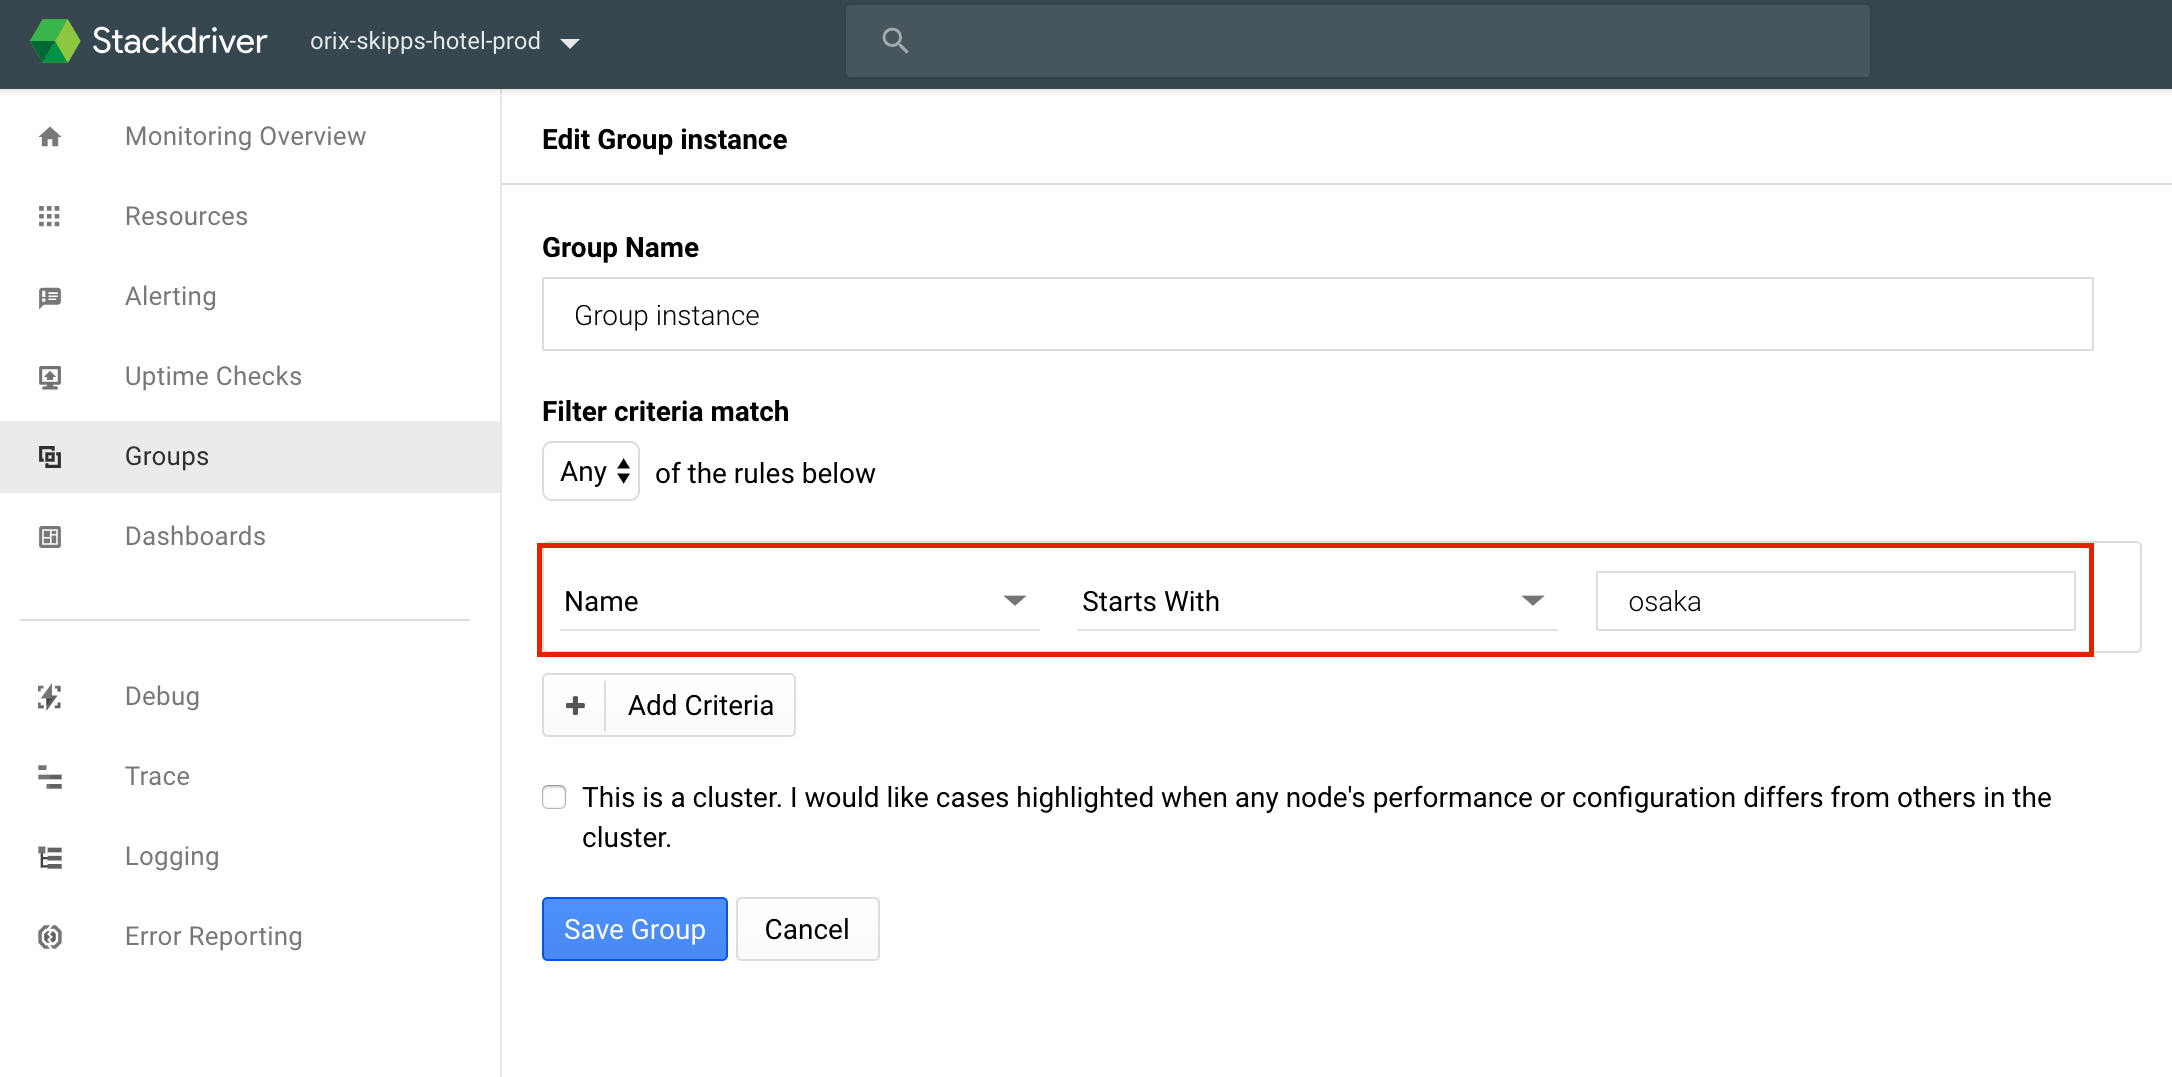 Stackdriver
orix-skipps-hotel-prod
Monitoring Overview
Resources
Alerting
Uptime Checks
Groups
Dashboards
Debug
Trace
Logging
Error Reporting
Edit Group instance
Group Name
Group instance
Filter criteria match
Any of the rules below
Name Starts With osaka
+ Add Criteria
This is a cluster. I would like cases highlighted when any node's performance or configuration differs from others in the
cluster.
Save Group Cancel